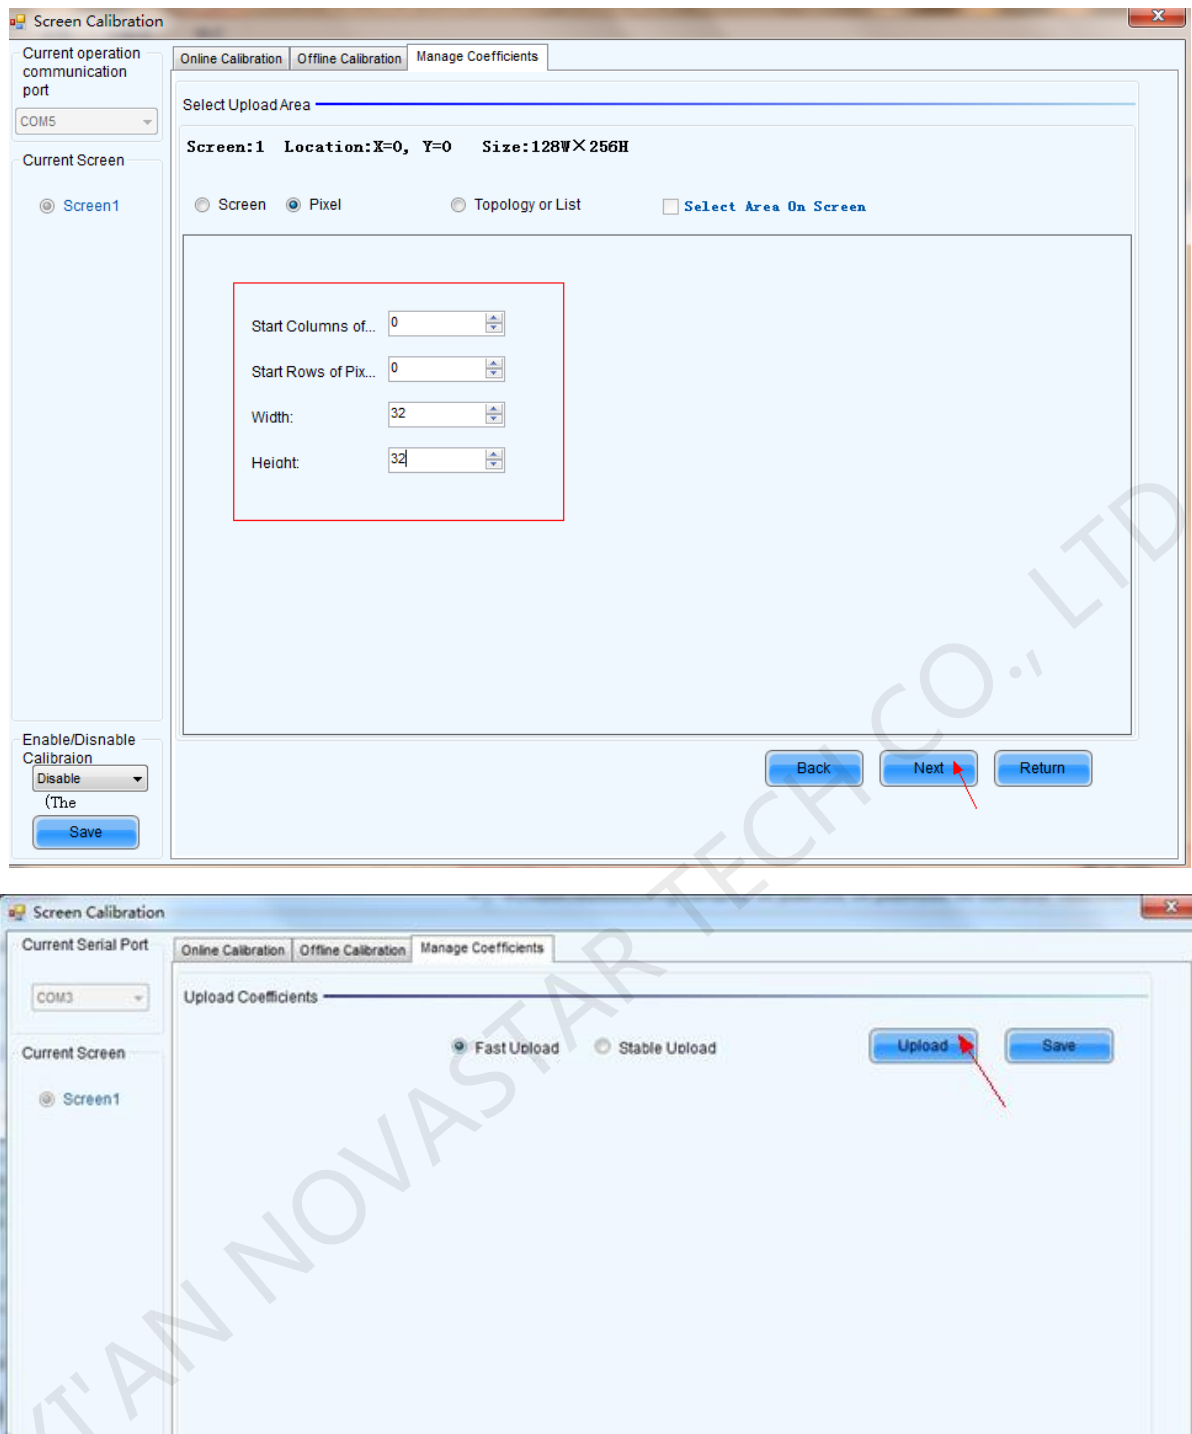 Screen Calibration
Current operation
communication
port
COM5
Current Screen
Screen1
Enable/Disnable
Calibraion
Disable
(The
Save
Online Calibration
Offline Calibration
Manage Coefficients
Select Upload Area
Screen:1 Location:X=0, Y=0 Size:128W×256H
Screen
Pixel
Topology or List
Select Area On Screen
Start Columns of... 0
Start Rows of Pix... 0
Width: 32
Height: 32
Back
Next
Return
Screen Calibration
Current Serial Port
COM3
Current Screen
Screen1
Online Calibration
Offline Calibration
Manage Coefficients
Upload Coefficients
Fast Upload
Stable Upload
Upload
Save
XI'AN NOVASTAR TECH CO., LTD